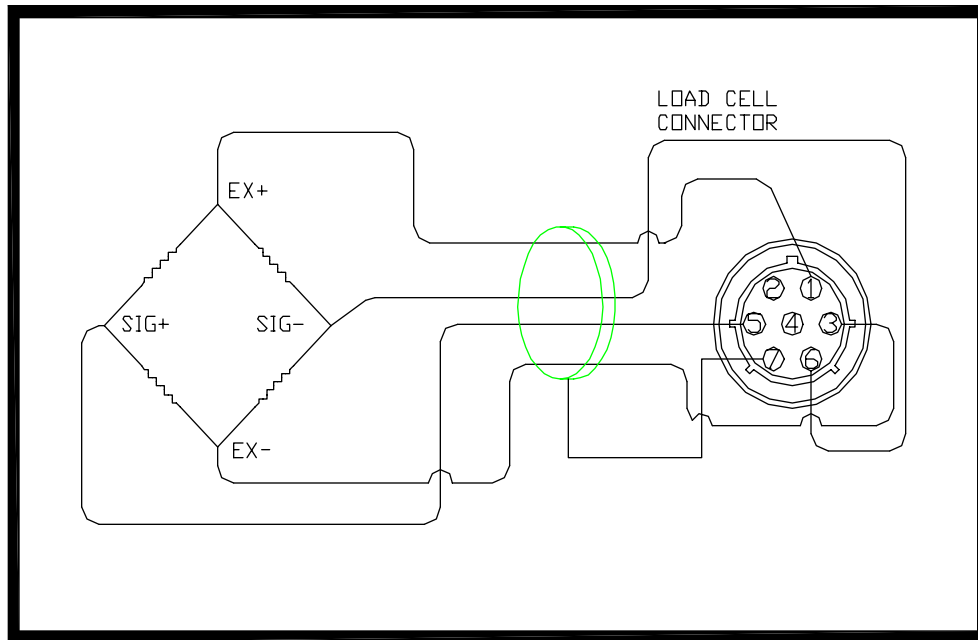 LOAD CELL
CONNECTOR
EX+
SIG+ SIG-
EX-
2 1
5 4 3
7 6